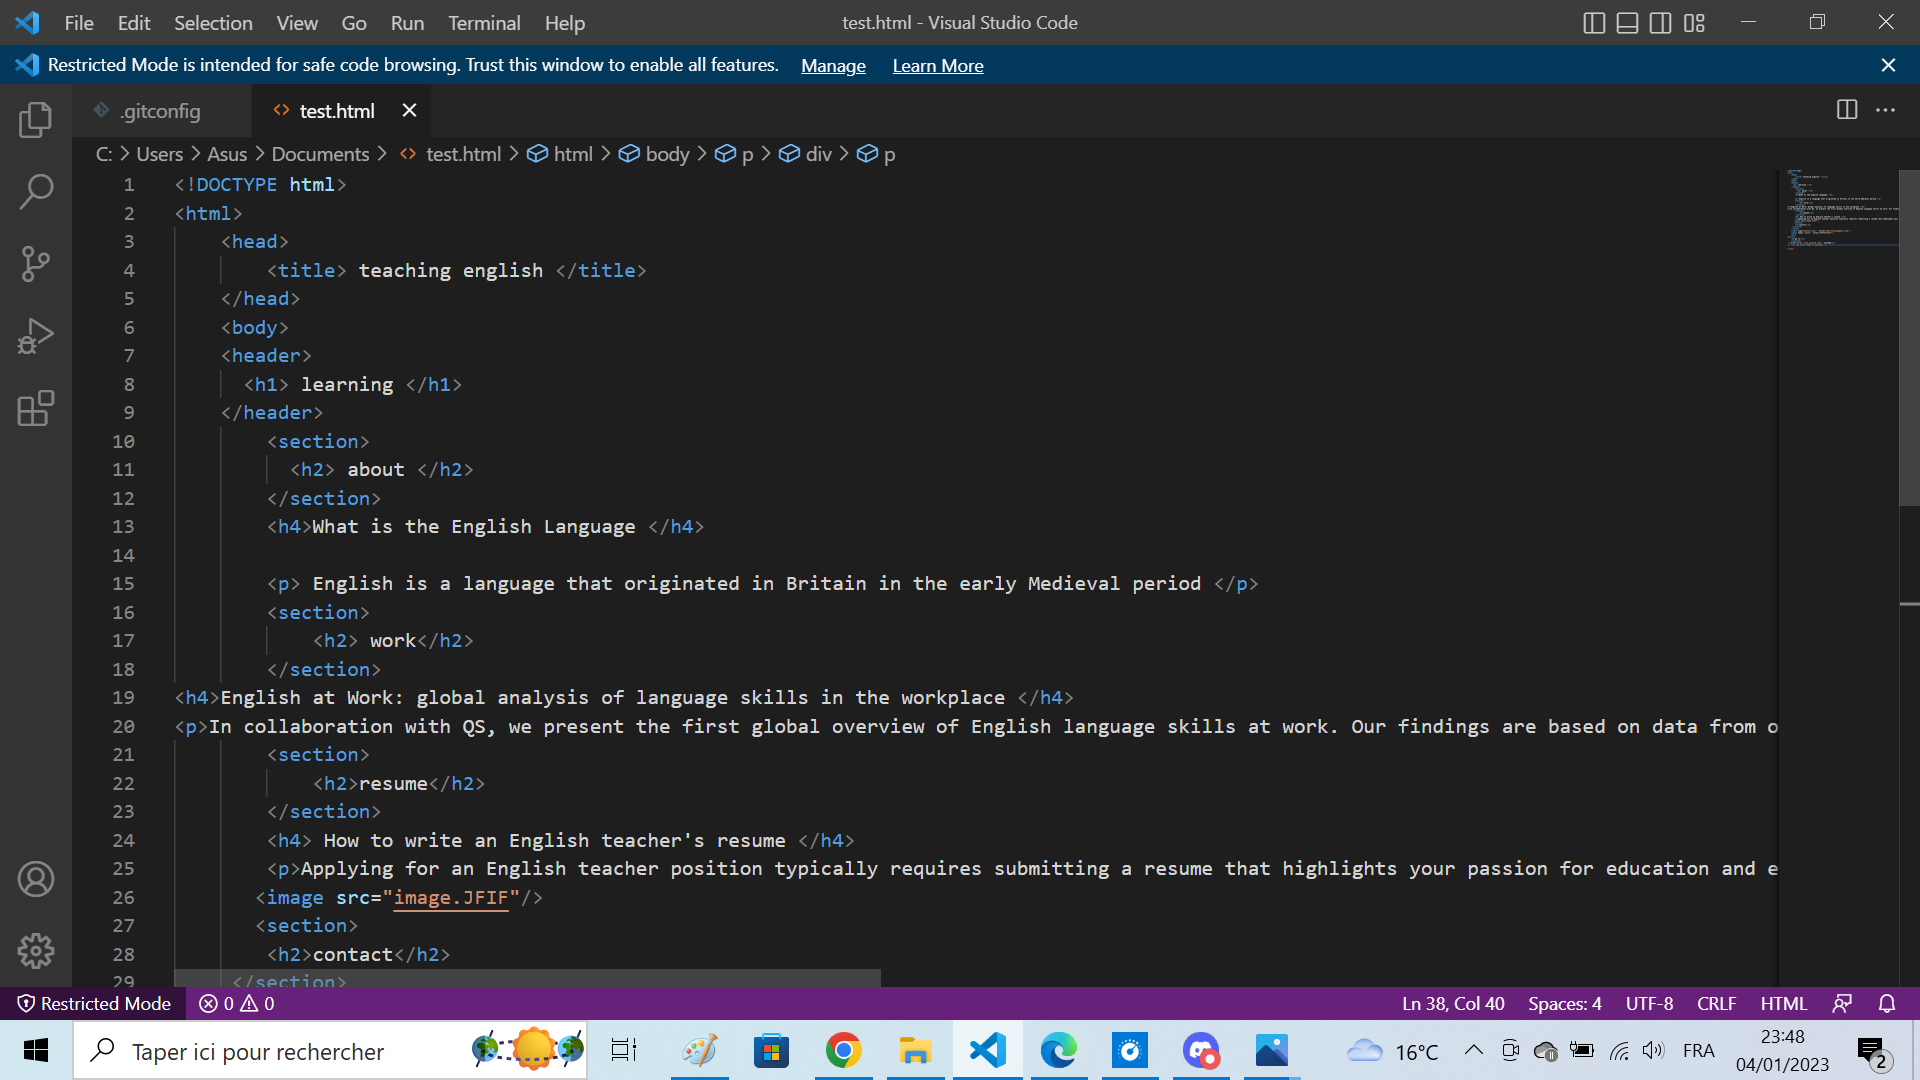 File Edit Selection View Go Run Terminal Help test.html - Visual Studio Code
Restricted Mode is intended for safe code browsing. Trust this window to enable all features. Manage Learn More
.gitconfig <> test.html
C: > Users > Asus > Documents > <> test.html > html > body > p > div > p
1 <!DOCTYPE html>
2 <html>
3 <head>
4 <title> teaching english </title>
5 </head>
6 <body>
7 <header>
8 <h1> learning </h1>
9 </header>
10 <section>
11 <h2> about </h2>
12 </section>
13 <h4>What is the English Language </h4>
14
15 <p> English is a language that originated in Britain in the early Medieval period </p>
16 <section>
17 <h2> work</h2>
18 </section>
19 <h4>English at Work: global analysis of language skills in the workplace </h4>
20 <p>In collaboration with QS, we present the first global overview of English language skills at work. Our findings are based on data from o
21 <section>
22 <h2>resume</h2>
23 </section>
24 <h4> How to write an English teacher's resume </h4>
25 <p>Applying for an English teacher position typically requires submitting a resume that highlights your passion for education and e
26 <image src="image.JFIF"/>
27 <section>
28 <h2>contact</h2>
29 </section>
Restricted Mode 0 0 Ln 38, Col 40 Spaces: 4 UTF-8 CRLF HTML
Taper ici pour rechercher 16°C FRA 23:48
04/01/2023 2